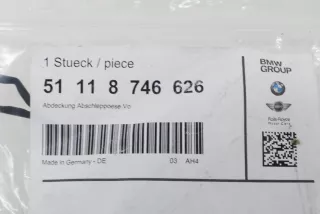 1 Stueck / piece
51 11 8 746 626
Abdeckung Abschleppoese Vo
Made in Germany - DE 03 AH4
BMW
GROUP
Rolls-Royce
Motor Cars